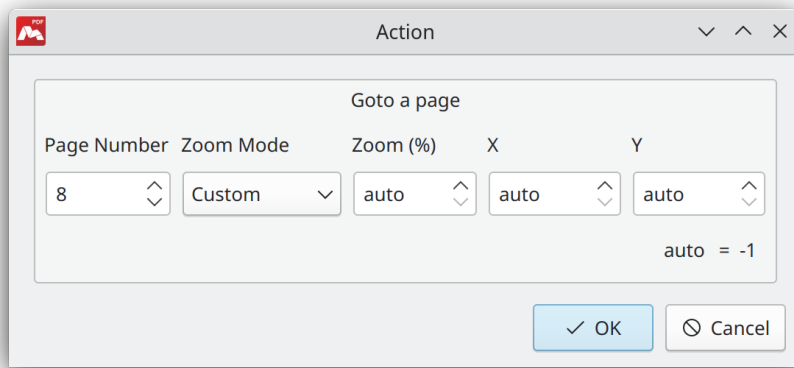 PDF
Action
Goto a page
Page Number Zoom Mode Zoom (%) X Y
8 Custom auto auto auto
auto = -1
OK Cancel